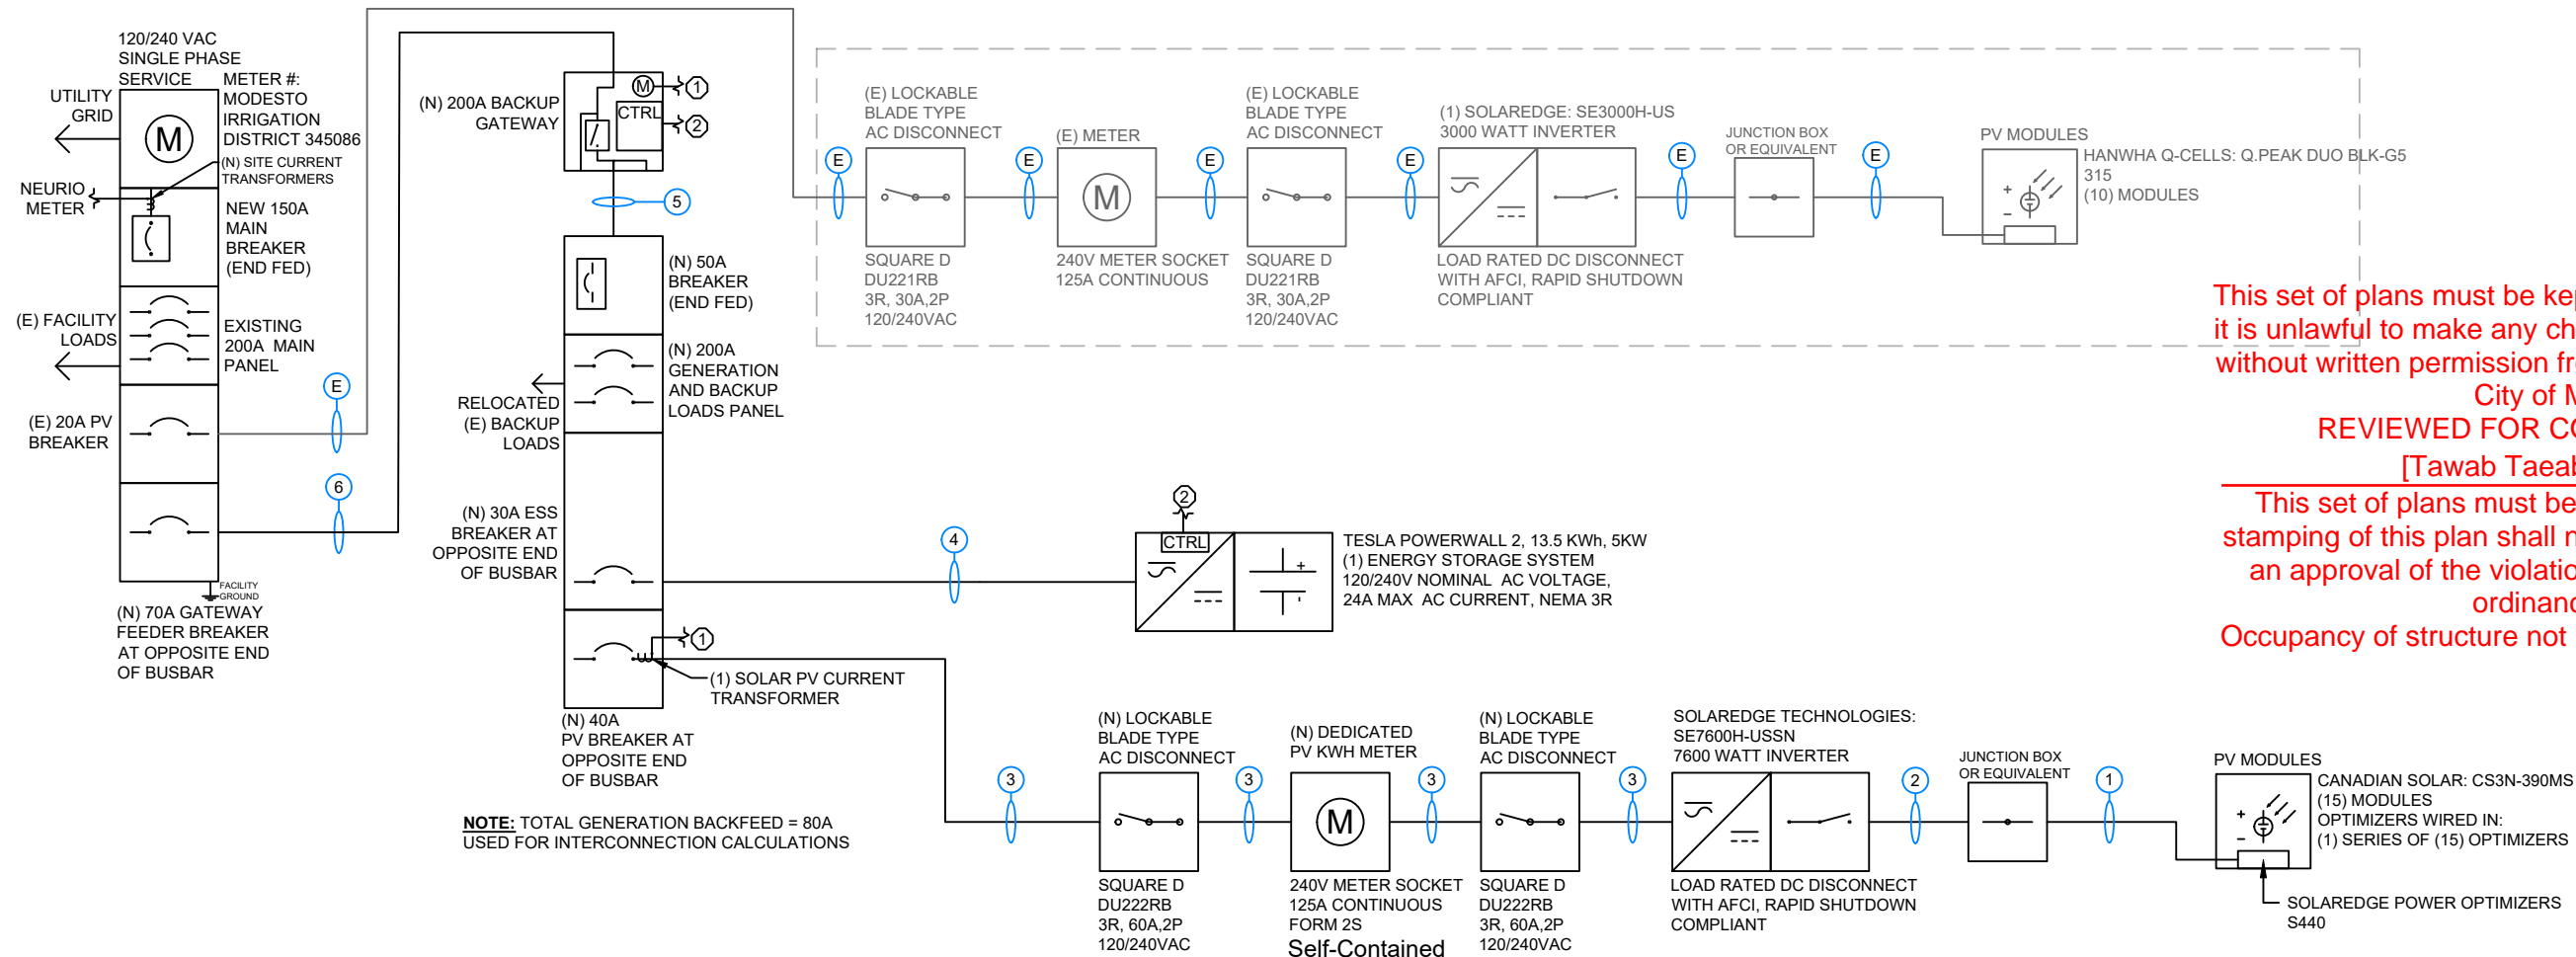 120/240 VAC
SINGLE PHASE
SERVICE
METER #:
MODESTO
IRRIGATION
DISTRICT 345086
UTILITY
GRID
M
(N) SITE CURRENT
TRANSFORMERS
NEURIO
METER
NEW 150A
MAIN
BREAKER
(END FED)
(E) FACILITY
LOADS
EXISTING
200A MAIN
PANEL
E
(E) 20A PV
BREAKER
6
FACILITY
GROUND
(N) 70A GATEWAY
FEEDER BREAKER
AT OPPOSITE END
OF BUSBAR
(N) 200A BACKUP
GATEWAY
M
1
CTRL
2
5
(N) 50A
BREAKER
(END FED)
(N) 200A
GENERATION
AND BACKUP
LOADS PANEL
RELOCATED
(E) BACKUP
LOADS
(N) 30A ESS
BREAKER AT
OPPOSITE END
OF BUSBAR
1
(1) SOLAR PV CURRENT
TRANSFORMER
(N) 40A
PV BREAKER AT
OPPOSITE END
OF BUSBAR
NOTE: TOTAL GENERATION BACKFEED = 80A
USED FOR INTERCONNECTION CALCULATIONS
E
(E) LOCKABLE
BLADE TYPE
AC DISCONNECT
SQUARE D
DU221RB
3R, 30A,2P
120/240VAC
E
(E) METER
M
240V METER SOCKET
125A CONTINUOUS
E
(E) LOCKABLE
BLADE TYPE
AC DISCONNECT
SQUARE D
DU221RB
3R, 30A,2P
120/240VAC
E
(1) SOLAREDGE: SE3000H-US
3000 WATT INVERTER
LOAD RATED DC DISCONNECT
WITH AFCI, RAPID SHUTDOWN
COMPLIANT
E
JUNCTION BOX
OR EQUIVALENT
E
PV MODULES
+
−
HANWHA Q-CELLS: Q.PEAK DUO BLK-G5
315
(10) MODULES
This set of plans must be kep
it is unlawful to make any ch
without written permission fr
City of M
REVIEWED FOR CO
[Tawab Taeab
This set of plans must be
stamping of this plan shall n
an approval of the violatio
ordinanc
Occupancy of structure not
4
2
CTRL
+
-
TESLA POWERWALL 2, 13.5 KWh, 5KW
(1) ENERGY STORAGE SYSTEM
120/240V NOMINAL AC VOLTAGE,
24A MAX AC CURRENT, NEMA 3R
3
(N) LOCKABLE
BLADE TYPE
AC DISCONNECT
SQUARE D
DU222RB
3R, 60A,2P
120/240VAC
3
(N) DEDICATED
PV KWH METER
M
240V METER SOCKET
125A CONTINUOUS
FORM 2S
Self-Contained
3
(N) LOCKABLE
BLADE TYPE
AC DISCONNECT
SQUARE D
DU222RB
3R, 60A,2P
120/240VAC
3
SOLAREDGE TECHNOLOGIES:
SE7600H-USSN
7600 WATT INVERTER
LOAD RATED DC DISCONNECT
WITH AFCI, RAPID SHUTDOWN
COMPLIANT
2
JUNCTION BOX
OR EQUIVALENT
1
PV MODULES
+
−
CANADIAN SOLAR: CS3N-390MS
(15) MODULES
OPTIMIZERS WIRED IN:
(1) SERIES OF (15) OPTIMIZERS
SOLAREDGE POWER OPTIMIZERS
S440